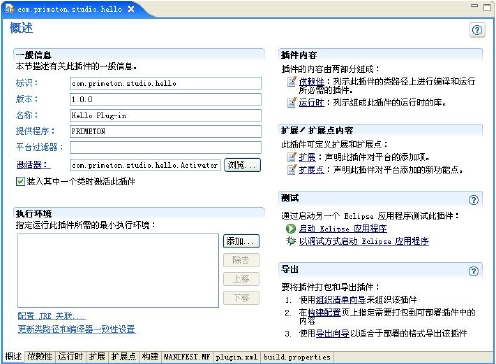 com.primeton.studio.hello
概述
一般信息
本节描述有关此插件的一般信息。
标识：
com.primeton.studio.hello
版本：
1.0.0
名称：
Hello Plug-in
提供程序：
PRIMETON
平台过滤器：
激活器：
com.primeton.studio.hello.Activator
浏览...
装入其中一个类时激活此插件
执行环境
指定运行此插件所需的最小执行环境：
添加...
除去
上移
下移
配置 JRE 关联...
更新类路径和编译器一致性设置
插件内容
插件的内容由两部分组成：
依赖性：列示此插件的类路径上进行编译和运行
所必需的插件。
运行时：列示组成此插件的运行时的库。
扩展／扩展点内容
此插件可定义扩展和扩展点：
扩展：声明此插件对平台的添加项。
扩展点：声明此插件对平台添加的新功能点。
测试
通过启动另一个 Eclipse 应用程序测试此插件：
启动 Eclipse 应用程序
以调试方式启动 Eclipse 应用程序
导出
要将插件打包和导出插件：
1. 使用组织清单向导来组织该插件
2. 在构建配置页上指定需要打包到可部署插件中的
内容
3. 使用导出向导以适合于部署的格式导出该插件
概述 依赖性 运行时 扩展 扩展点 构建 MANIFEST.MF plugin.xml build.properties